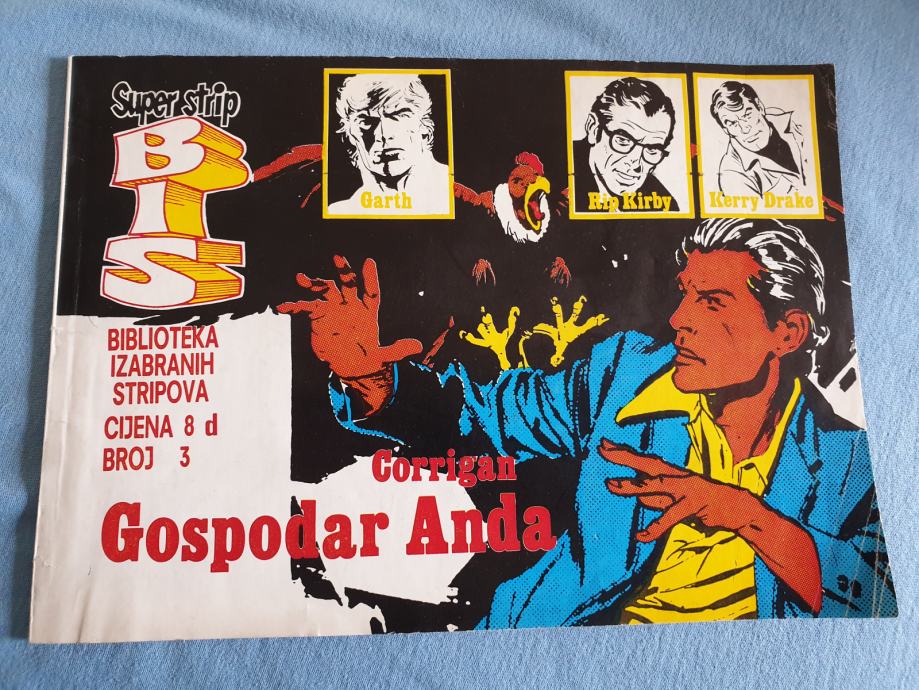 Super strip
BIS
BIBLIOTEKA
IZABRANIH
STRIPOVA
CIJENA 8 d
BROJ 3
Garth
Rip Kirby
Kerry Drake
Corrigan
Gospodar Anda